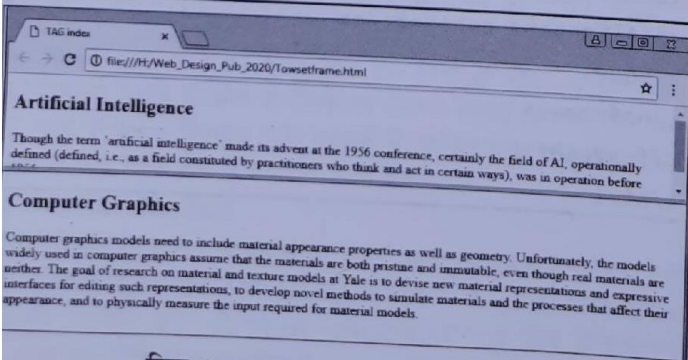 TAG index
file:///H:/Web_Design_Pub_2020/Towsetframe.html
Artificial Intelligence
Though the term 'artificial intelligence' made its advent at the 1956 conference, certainly the field of AI, operationally
defined (defined, i.e., as a field constituted by practitioners who think and act in certain ways), was in operation before
Computer Graphics
Computer graphics models need to include material appearance properties as well as geometry. Unfortunately, the models
widely used in computer graphics assume that the materials are both pristine and immutable, even though real materials are
neither. The goal of research on material and texture models at Yale is to devise new material representations and expressive
interfaces for editing such representations, to develop novel methods to simulate materials and the processes that affect their
appearance, and to physically measure the input required for material models.